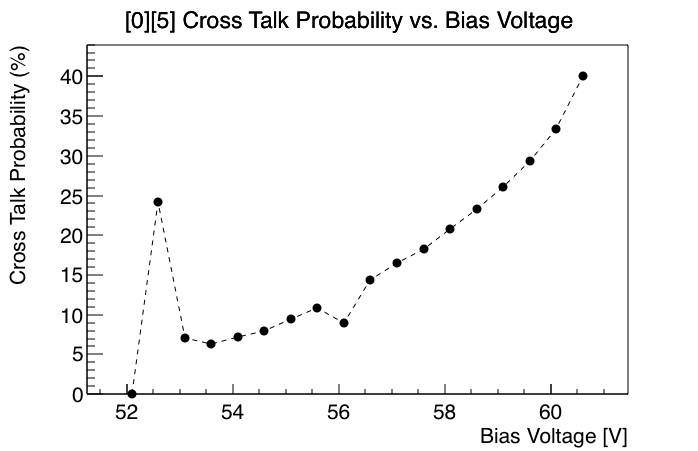 [0][5] Cross Talk Probability vs. Bias Voltage
Cross Talk Probability (%)
40
35
30
25
20
15
10
5
0
52 54 56 58 60
Bias Voltage [V]